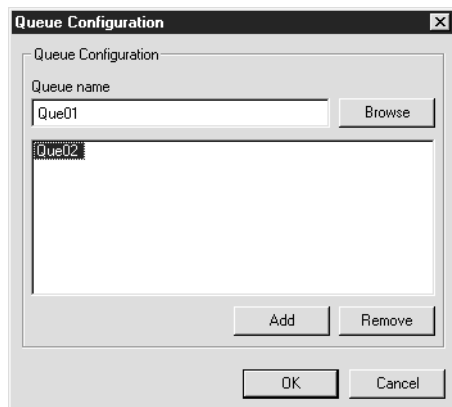 Queue Configuration
Queue Configuration
Queue name
Que01
Browse
Que02
Add
Remove
OK
Cancel